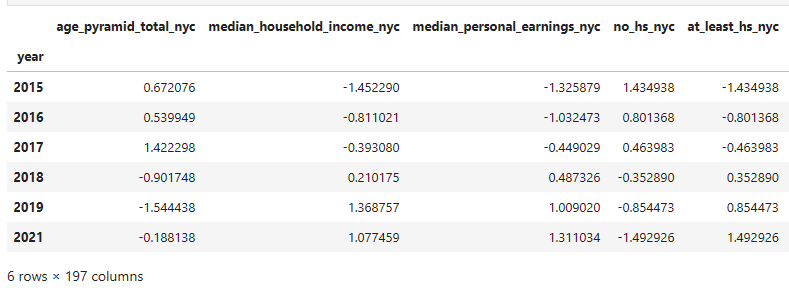 age_pyramid_total_nyc median_household_income_nyc median_personal_earnings_nyc no_hs_nyc at_least_hs_nyc
year
2015 0.672076 -1.452290 -1.325879 1.434938 -1.434938
2016 0.539949 -0.811021 -1.032473 0.801368 -0.801368
2017 1.422298 -0.393080 -0.449029 0.463983 -0.463983
2018 -0.901748 0.210175 0.487326 -0.352890 0.352890
2019 -1.544438 1.368757 1.009020 -0.854473 0.854473
2021 -0.188138 1.077459 1.311034 -1.492926 1.492926
6 rows × 197 columns